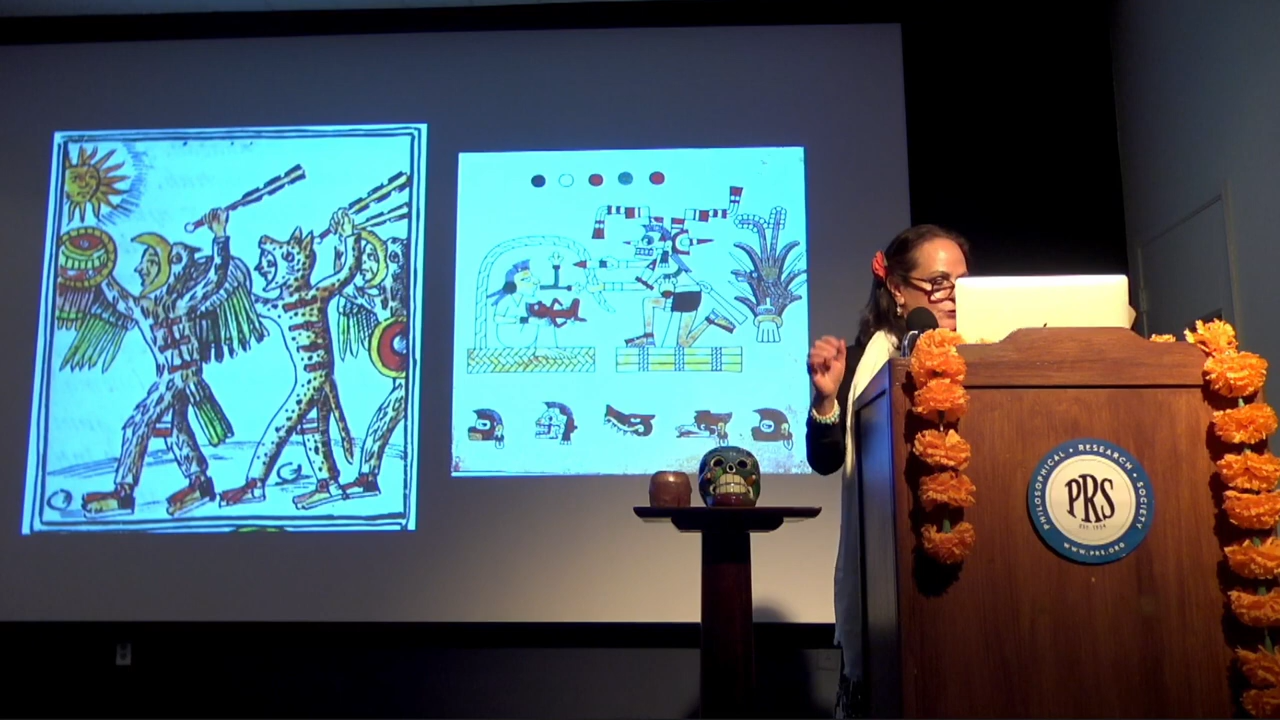 PHILOSOPHICAL • RESEARCH • SOCIETY
PRS
EST. 1934
WWW.PRS.ORG